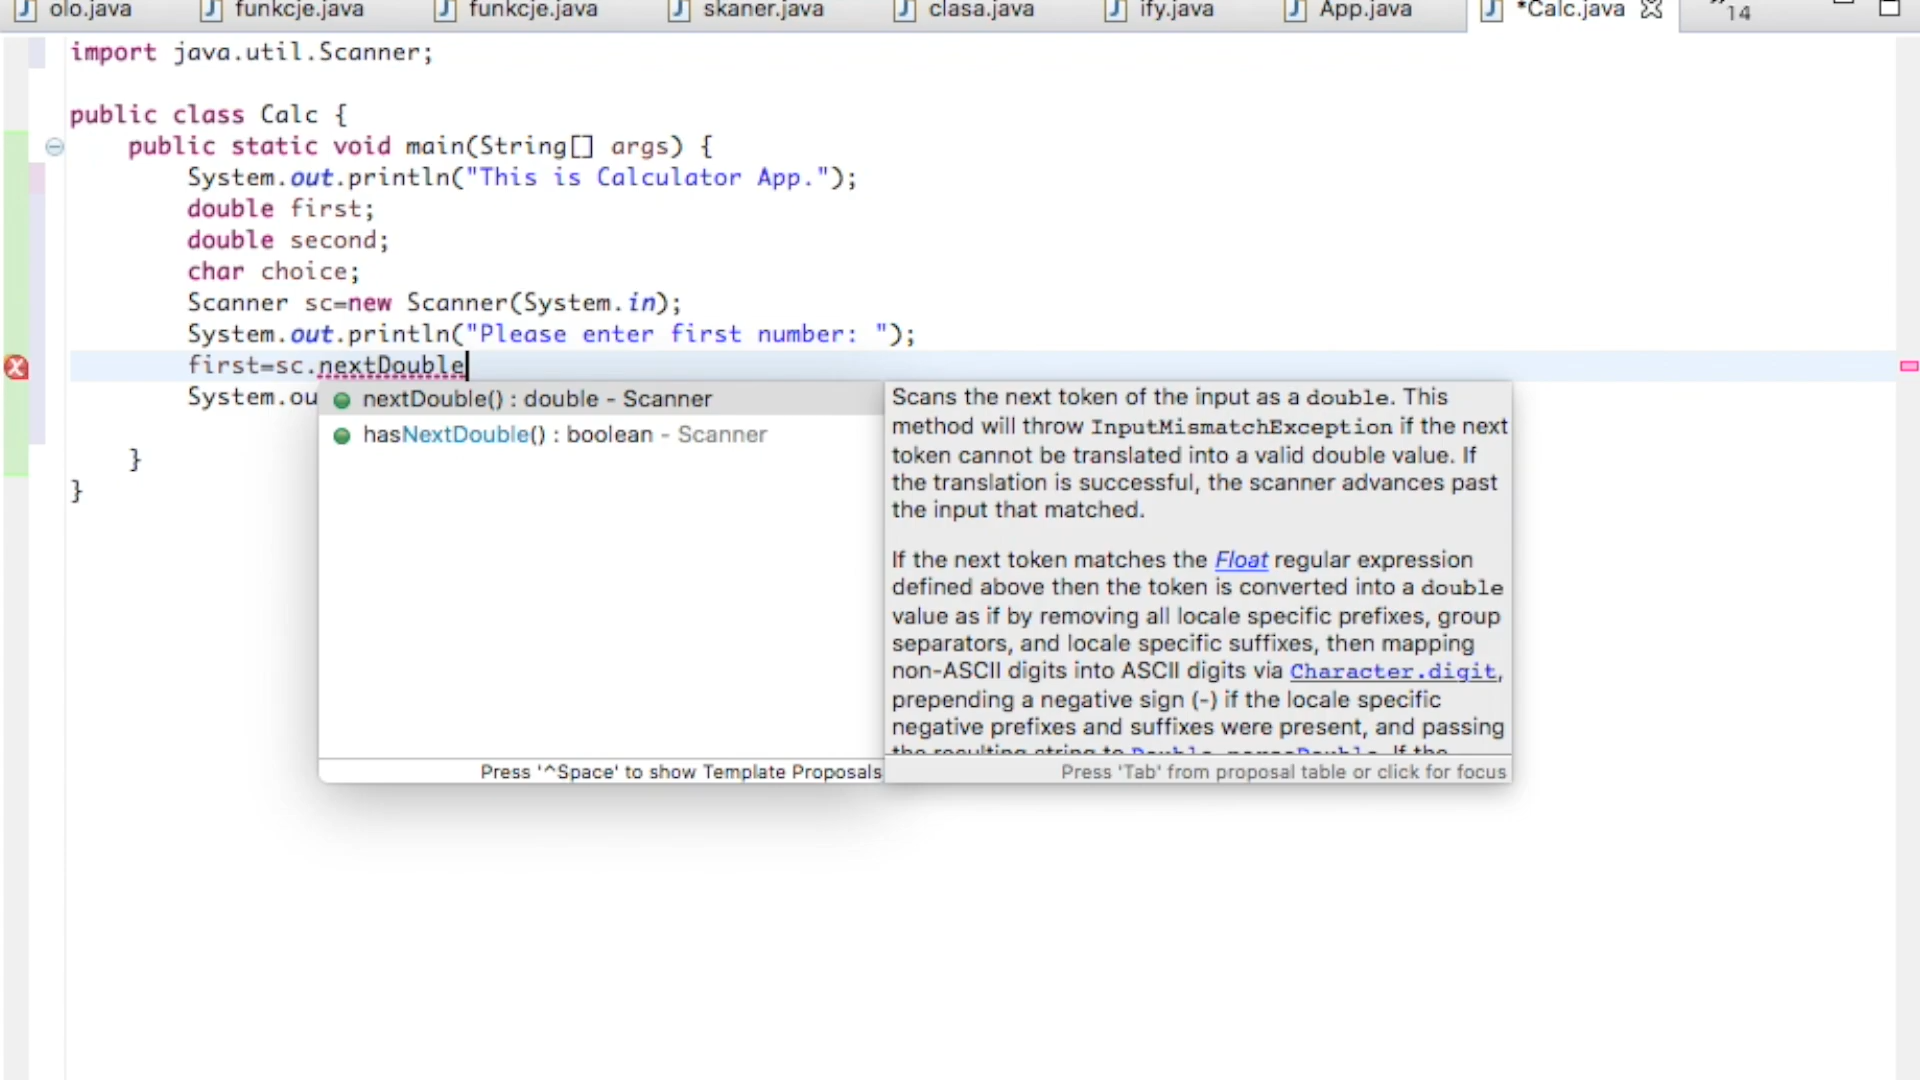 olo.java funkcje.java funkcje.java skaner.java clasa.java ify.java App.java *Calc.java 14
import java.util.Scanner;
public class Calc {
public static void main(String[] args) {
System.out.println("This is Calculator App.");
double first;
double second;
char choice;
Scanner sc=new Scanner(System.in);
System.out.println("Please enter first number: ");
first=sc.nextDouble
System.ou
}
}
nextDouble() : double - Scanner
hasNextDouble() : boolean - Scanner
Press '^Space' to show Template Proposals
Scans the next token of the input as a double. This
method will throw InputMismatchException if the next
token cannot be translated into a valid double value. If
the translation is successful, the scanner advances past
the input that matched.
If the next token matches the Float regular expression
defined above then the token is converted into a double
value as if by removing all locale specific prefixes, group
separators, and locale specific suffixes, then mapping
non-ASCII digits into ASCII digits via Character.digit,
prepending a negative sign (-) if the locale specific
negative prefixes and suffixes were present, and passing
the resulting string to Double.parseDouble. If the
Press 'Tab' from proposal table or click for focus